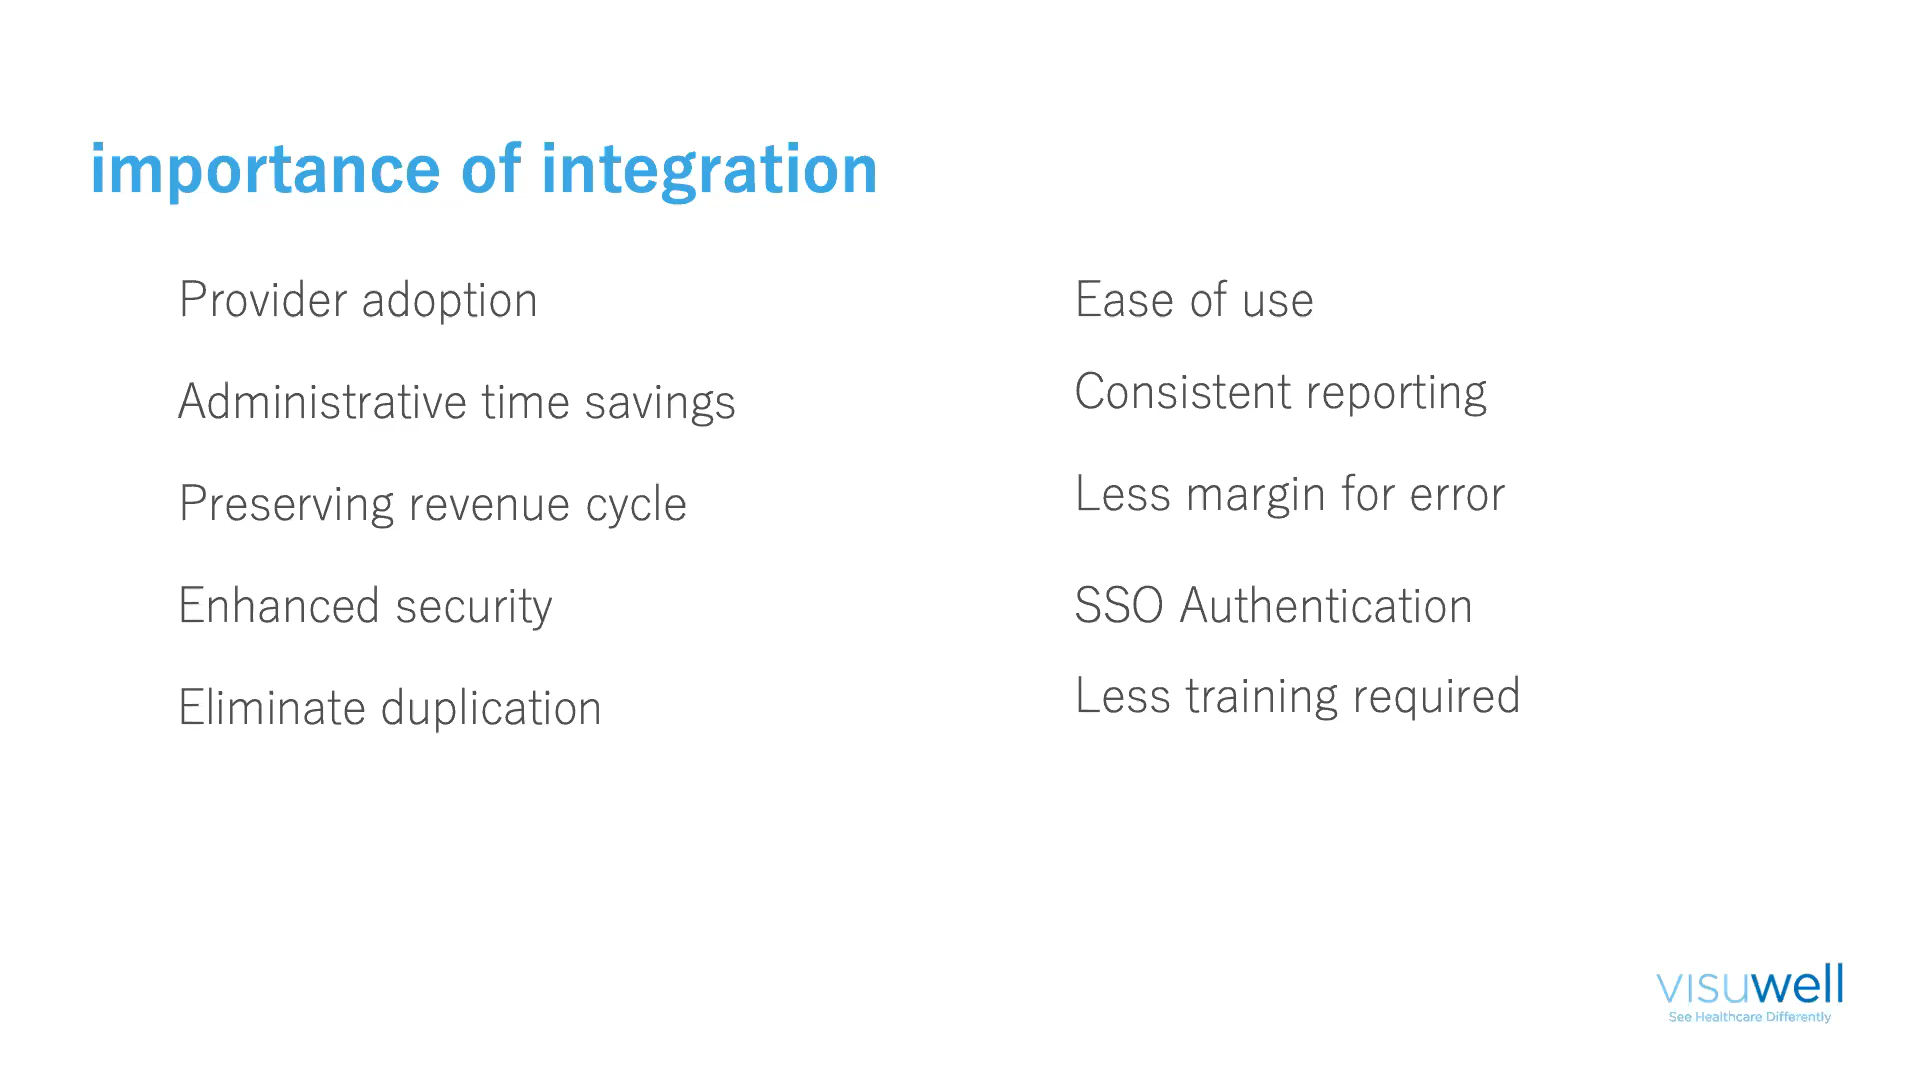 importance of integration
Provider adoption
Administrative time savings
Preserving revenue cycle
Enhanced security
Eliminate duplication
Ease of use
Consistent reporting
Less margin for error
SSO Authentication
Less training required
visuwell
See Healthcare Differently